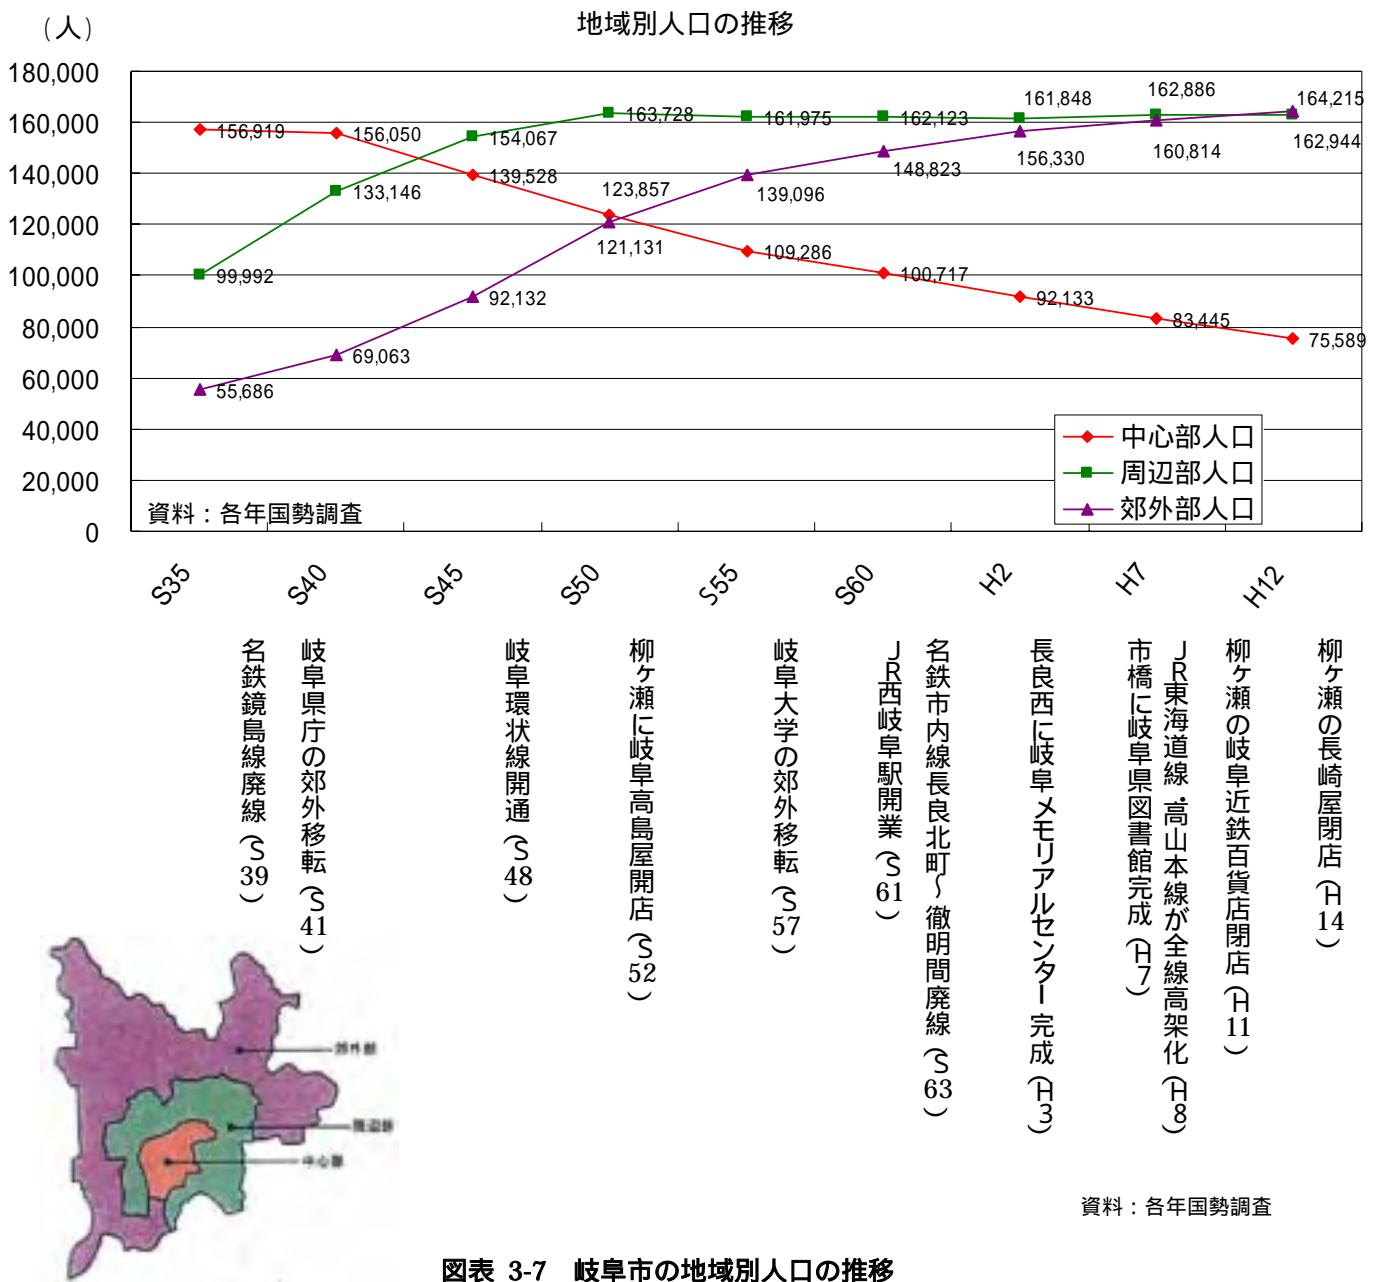 地域別人口の推移
(人)
180,000
160,000
140,000
120,000
100,000
80,000
60,000
40,000
20,000
0
156,919
156,050
139,528
123,857
109,286
100,717
92,133
83,445
75,589
99,992
133,146
154,067
163,728
161,975
162,123
161,848
162,886
162,944
55,686
69,063
92,132
121,131
139,096
148,823
156,330
160,814
164,215
中心部人口
周辺部人口
郊外部人口
資料：各年国勢調査
S35
S40
S45
S50
S55
S60
H2
H7
H12
名鉄鏡島線廃線(S39)
岐阜県庁の郊外移転(S41)
岐阜環状線開通(S48)
柳ヶ瀬に岐阜高島屋開店(S52)
岐阜大学の郊外移転(S57)
JR西岐阜駅開業(S61)
名鉄市内線長良北町～徹明間廃線(S63)
長良西に岐阜メモリアルセンター完成(H3)
市橋に岐阜県図書館完成(H7)
JR東海道線・高山本線が全線高架化(H8)
柳ヶ瀬の岐阜近鉄百貨店閉店(H11)
柳ヶ瀬の長崎屋閉店(H14)
郊外部
周辺部
中心部
資料：各年国勢調査
図表 3-7 岐阜市の地域別人口の推移